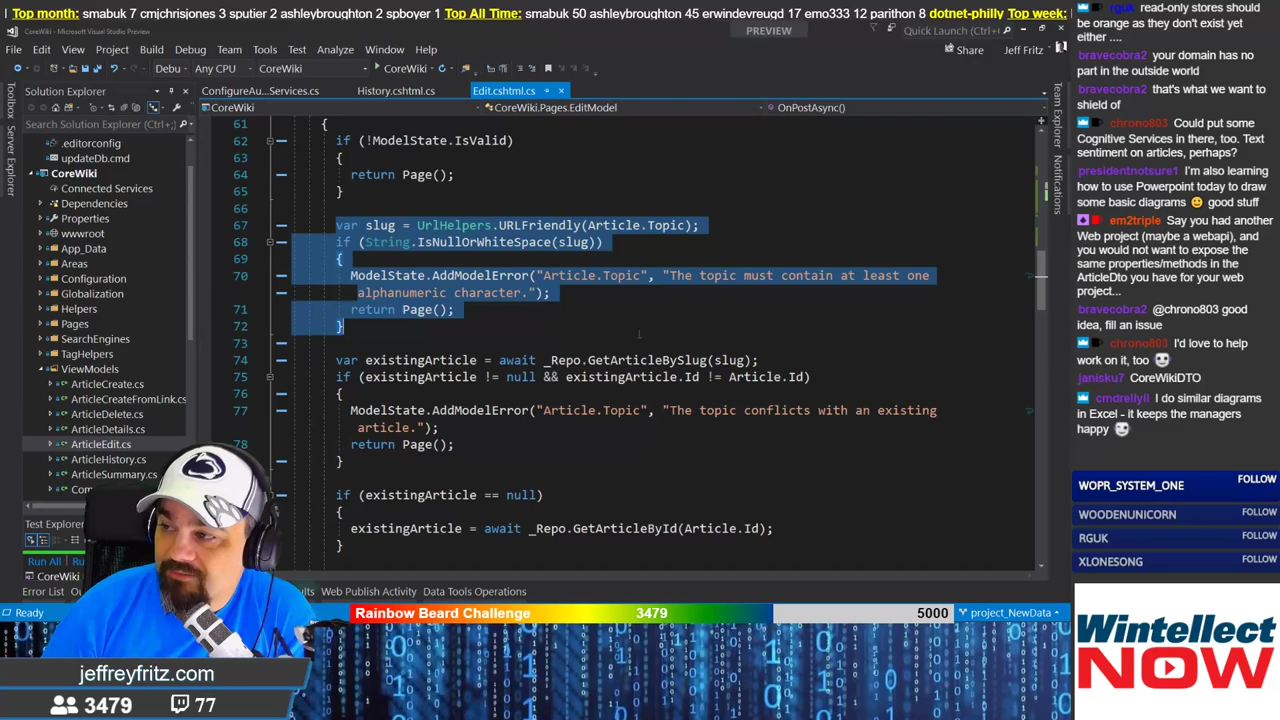 | Top month: smabuk 7 cmjchrisjones 3 sputier 2 ashleybroughton 2 spboyer 1 Top All Time: smabuk 50 ashleybroughton 45 erwindevreugd 17 emo333 12 parithon 8 dotnet-philly Top week:
CoreWiki - Microsoft Visual Studio Preview
PREVIEW
Quick Launch (Ctrl+Q)
File Edit View Project Build Debug Team Tools Test Analyze Window Help
Share Jeff Fritz
Debug Any CPU CoreWiki CoreWiki
Toolbox
Server Explorer
Solution Explorer
Search Solution Explorer (Ctrl+;)
.editorconfig
updateDb.cmd
CoreWiki
Connected Services
Dependencies
Properties
wwwroot
App_Data
Areas
Configuration
Globalization
Helpers
Pages
SearchEngines
TagHelpers
ViewModels
ArticleCreate.cs
ArticleCreateFromLink.cs
ArticleDelete.cs
ArticleDetails.cs
ArticleEdit.cs
ArticleHistory.cs
ArticleSummary.cs
Test Explorer
Run All
CoreWiki
Error List
ConfigureAu...Services.cs History.cshtml.cs Edit.cshtml.cs
CoreWiki CoreWiki.Pages.EditModel OnPostAsync()
61 {
62 if (!ModelState.IsValid)
63 {
64 return Page();
65 }
66
67 var slug = UrlHelpers.URLFriendly(Article.Topic);
68 if (String.IsNullOrWhiteSpace(slug))
69 {
70 ModelState.AddModelError("Article.Topic", "The topic must contain at least one
alphanumeric character.");
71 return Page();
72 }
73
74 var existingArticle = await _Repo.GetArticleBySlug(slug);
75 if (existingArticle != null && existingArticle.Id != Article.Id)
76 {
77 ModelState.AddModelError("Article.Topic", "The topic conflicts with an existing
article.");
78 return Page();
}
if (existingArticle == null)
{
existingArticle = await _Repo.GetArticleById(Article.Id);
}
Team Explorer
Notifications
Web Publish Activity Data Tools Operations
Ready
project_NewData
Rainbow Beard Challenge 3479 5000
jeffreyfritz.com
3479 77
rguk read-only stores should
be orange as they don't exist yet
either ....
bravecobra2 your domain has
no part in the outside world
bravecobra2 that's what we want to
shield of
chrono803 Could put some
Cognitive Services in there, too. Text
sentiment on articles, perhaps?
presidentnotsure1 I'm also learning
how to use Powerpoint today to draw
some basic diagrams good stuff
em2triple Say you had another
Web project (maybe a webapi), and
you would not want to expose the
same properties/methods in the
ArticleDto you have for your web
project...
bravecobra2 @chrono803 good
idea, fill an issue
chrono803 I'd love to help
work on it, too
janisku7 CoreWikiDTO
cmdrellyll I do similar diagrams
in Excel - it keeps the managers
happy
WOPR_SYSTEM_ONE FOLLOW
WOODENUNICORN FOLLOW
RGUK FOLLOW
XLONESONG FOLLOW
Wintellect
NOW